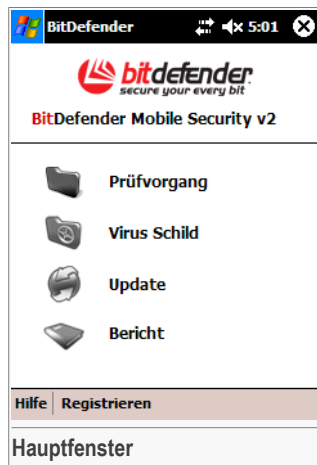 BitDefender 5:01
bitdefender
secure your every bit
BitDefender Mobile Security v2
Prüfvorgang
Virus Schild
Update
Bericht
Hilfe Registrieren
Hauptfenster